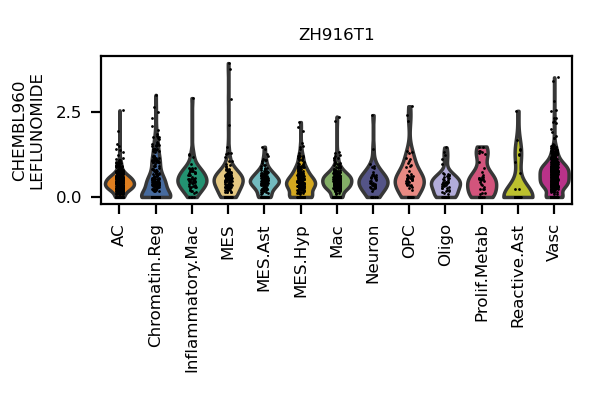 ZH916T1
CHEMBL960
LEFLUNOMIDE
2.5
0.0
AC
Chromatin.Reg
Inflammatory.Mac
MES
MES.Ast
MES.Hyp
Mac
Neuron
OPC
Oligo
Prolif.Metab
Reactive.Ast
Vasc